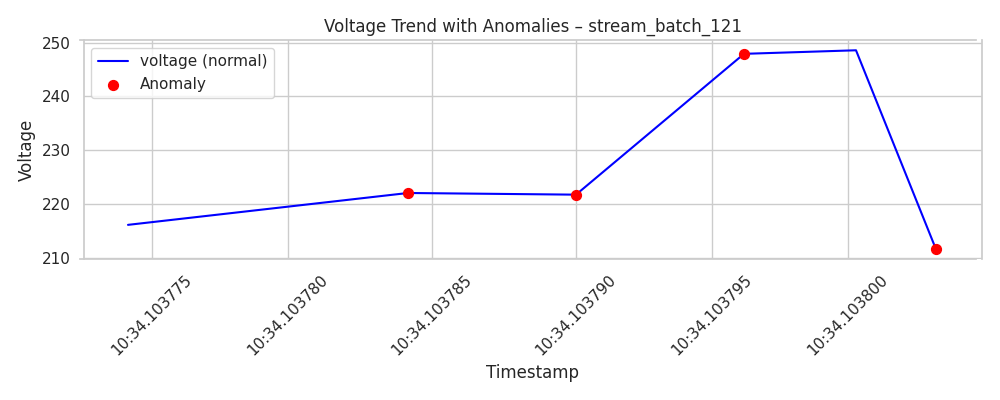 Voltage Trend with Anomalies – stream_batch_121
voltage (normal)
Anomaly
Voltage
250
240
230
220
210
10:34.103775
10:34.103780
10:34.103785
10:34.103790
10:34.103795
10:34.103800
Timestamp